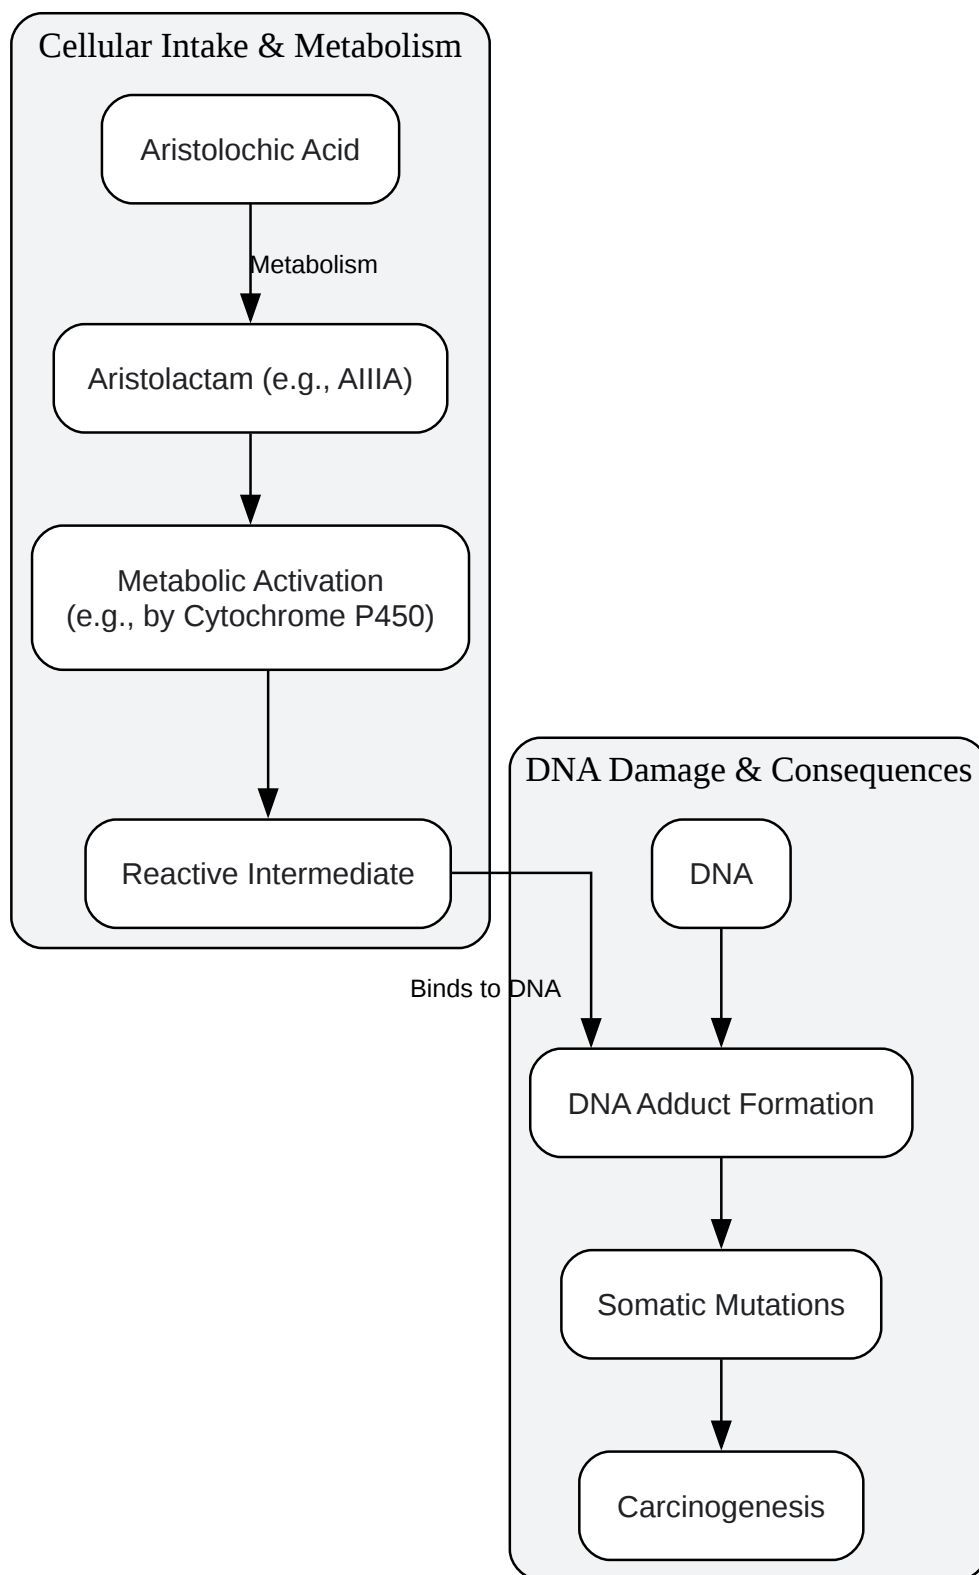 Cellular Intake & Metabolism
Aristolochic Acid
Metabolism
Aristolactam (e.g., AIIIA)
Metabolic Activation
(e.g., by Cytochrome P450)
Reactive Intermediate
Binds to DNA
DNA Damage & Consequences
DNA
DNA Adduct Formation
Somatic Mutations
Carcinogenesis